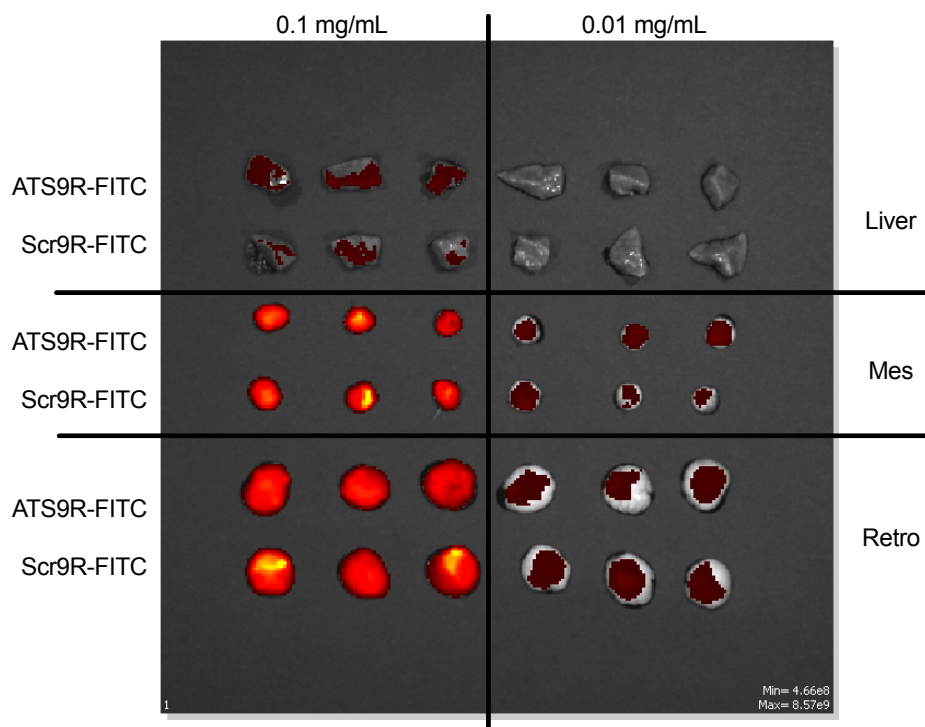 0.1 mg/mL 0.01 mg/mL
ATS9R-FITC
Scr9R-FITC
Liver
ATS9R-FITC
Scr9R-FITC
Mes
ATS9R-FITC
Scr9R-FITC
Retro
1
Min= 4.66e8
Max= 8.57e9